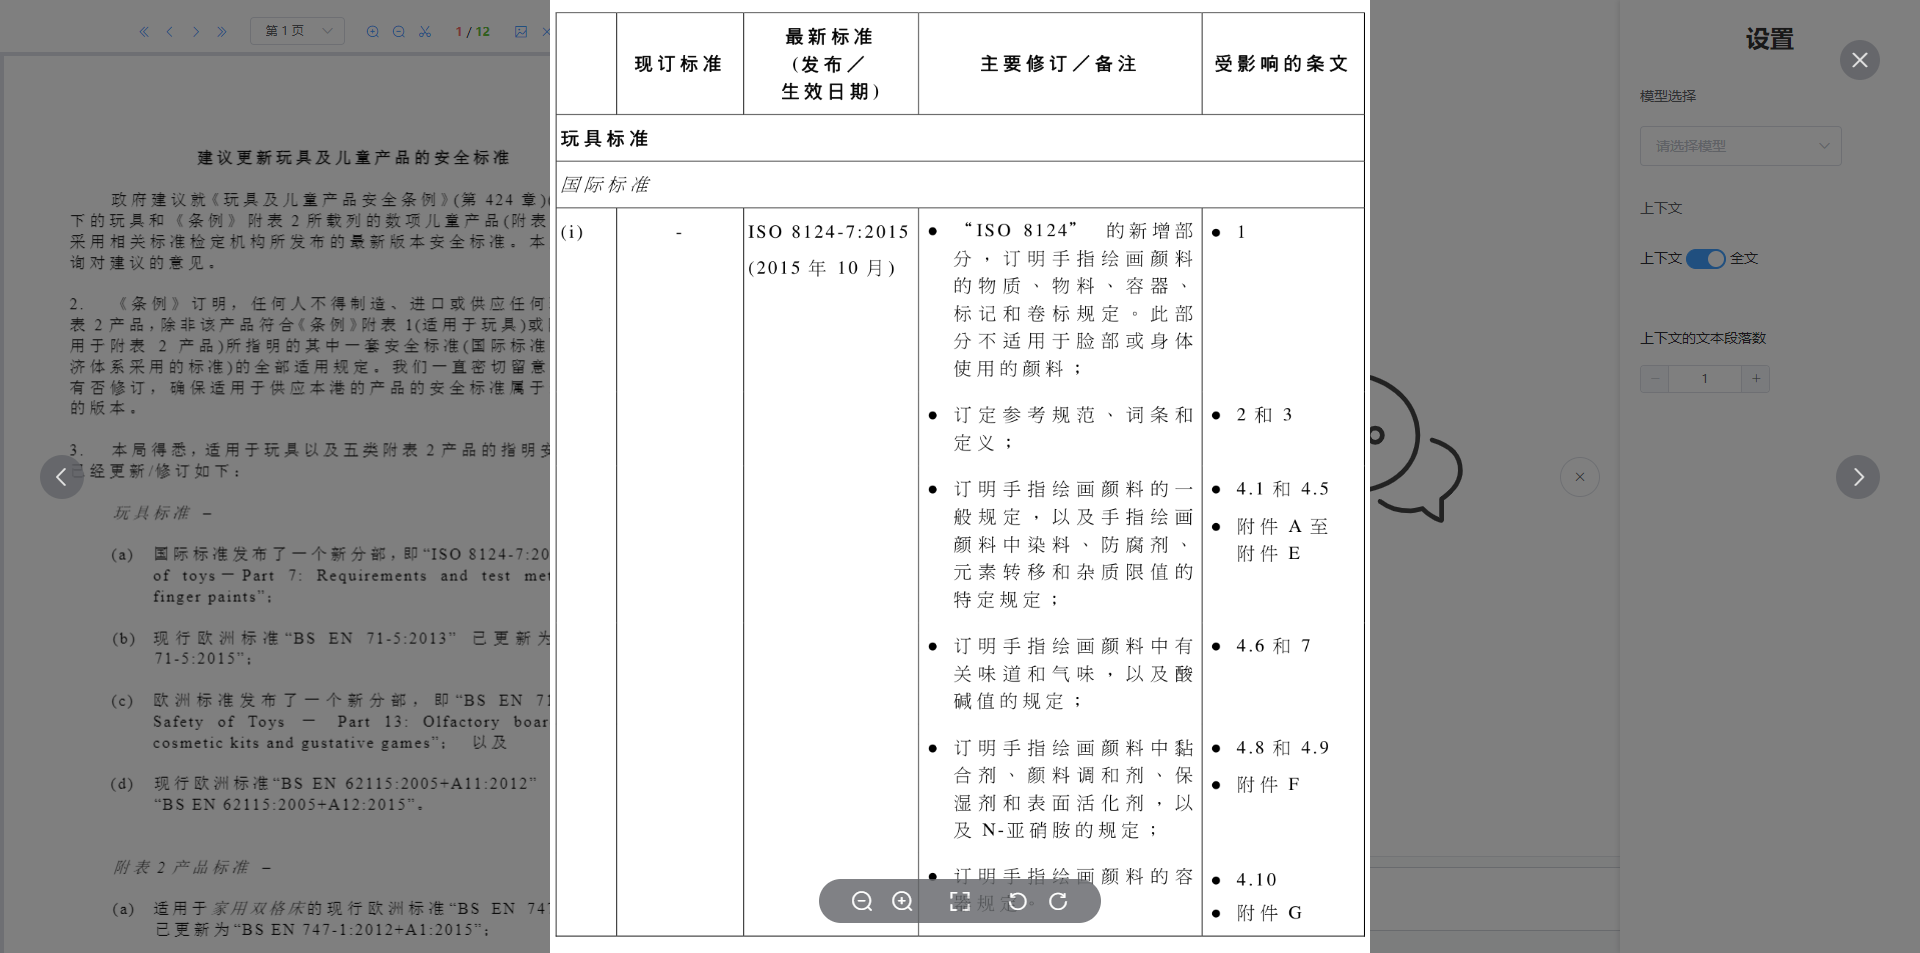 第 1 页
1 / 12
建议更新玩具及儿童产品的安全标准
政府建议就《玩具及儿童产品安全条例》(第 424 章)(
下的玩具和《条例》附表 2 所载列的数项儿童产品(附表
采用相关标准检定机构所发布的最新版本安全标准。本
询对建议的意见。
2. 《条例》订明，任何人不得制造、进口或供应任何
表 2 产品，除非该产品符合《条例》附表 1(适用于玩具)或
用于附表 2 产品)所指明的其中一套安全标准(国际标准
济体系采用的标准)的全部适用规定。我们一直密切留意
有否修订，确保适用于供应本港的产品的安全标准属于
的版本。
3. 本局得悉，适用于玩具以及五类附表 2 产品的指明安
已经更新/修订如下：
玩具标准 –
(a) 国际标准发布了一个新分部，即“ISO 8124-7:20
of toys－Part 7: Requirements and test met
finger paints”；
(b) 现行欧洲标准“BS EN 71-5:2013” 已更新为
71-5:2015”；
(c) 欧洲标准发布了一个新分部，即“BS EN 71
Safety of Toys － Part 13: Olfactory boar
cosmetic kits and gustative games”； 以及
(d) 现行欧洲标准“BS EN 62115:2005+A11:2012”
“BS EN 62115:2005+A12:2015”。
附表 2 产品标准 –
(a) 适用于家用双格床的现行欧洲标准“BS EN 747
已更新为“BS EN 747-1:2012+A1:2015”；
现订标准
最新标准
(发布／
生效日期)
主要修订／备注
受影响的条文
玩具标准
国际标准
(i)
-
ISO 8124-7:2015
(2015 年 10 月)
● “ISO 8124” 的新增部
分，订明手指绘画颜料
的物质、物料、容器、
标记和卷标规定。此部
分不适用于脸部或身体
使用的颜料；
● 1
● 订定参考规范、词条和
定义；
● 2 和 3
● 订明手指绘画颜料的一
般规定，以及手指绘画
颜料中染料、防腐剂、
元素转移和杂质限值的
特定规定；
● 4.1 和 4.5
● 附件 A 至
附件 E
● 订明手指绘画颜料中有
关味道和气味，以及酸
碱值的规定；
● 4.6 和 7
● 订明手指绘画颜料中黏
合剂、颜料调和剂、保
湿剂和表面活化剂，以
及 N-亚硝胺的规定；
● 4.8 和 4.9
● 附件 F
● 订明手指绘画颜料的容
器规定。
● 4.10
● 附件 G
设置
模型选择
请选择模型
上下文
上下文 全文
上下文的文本段落数
− 1 +